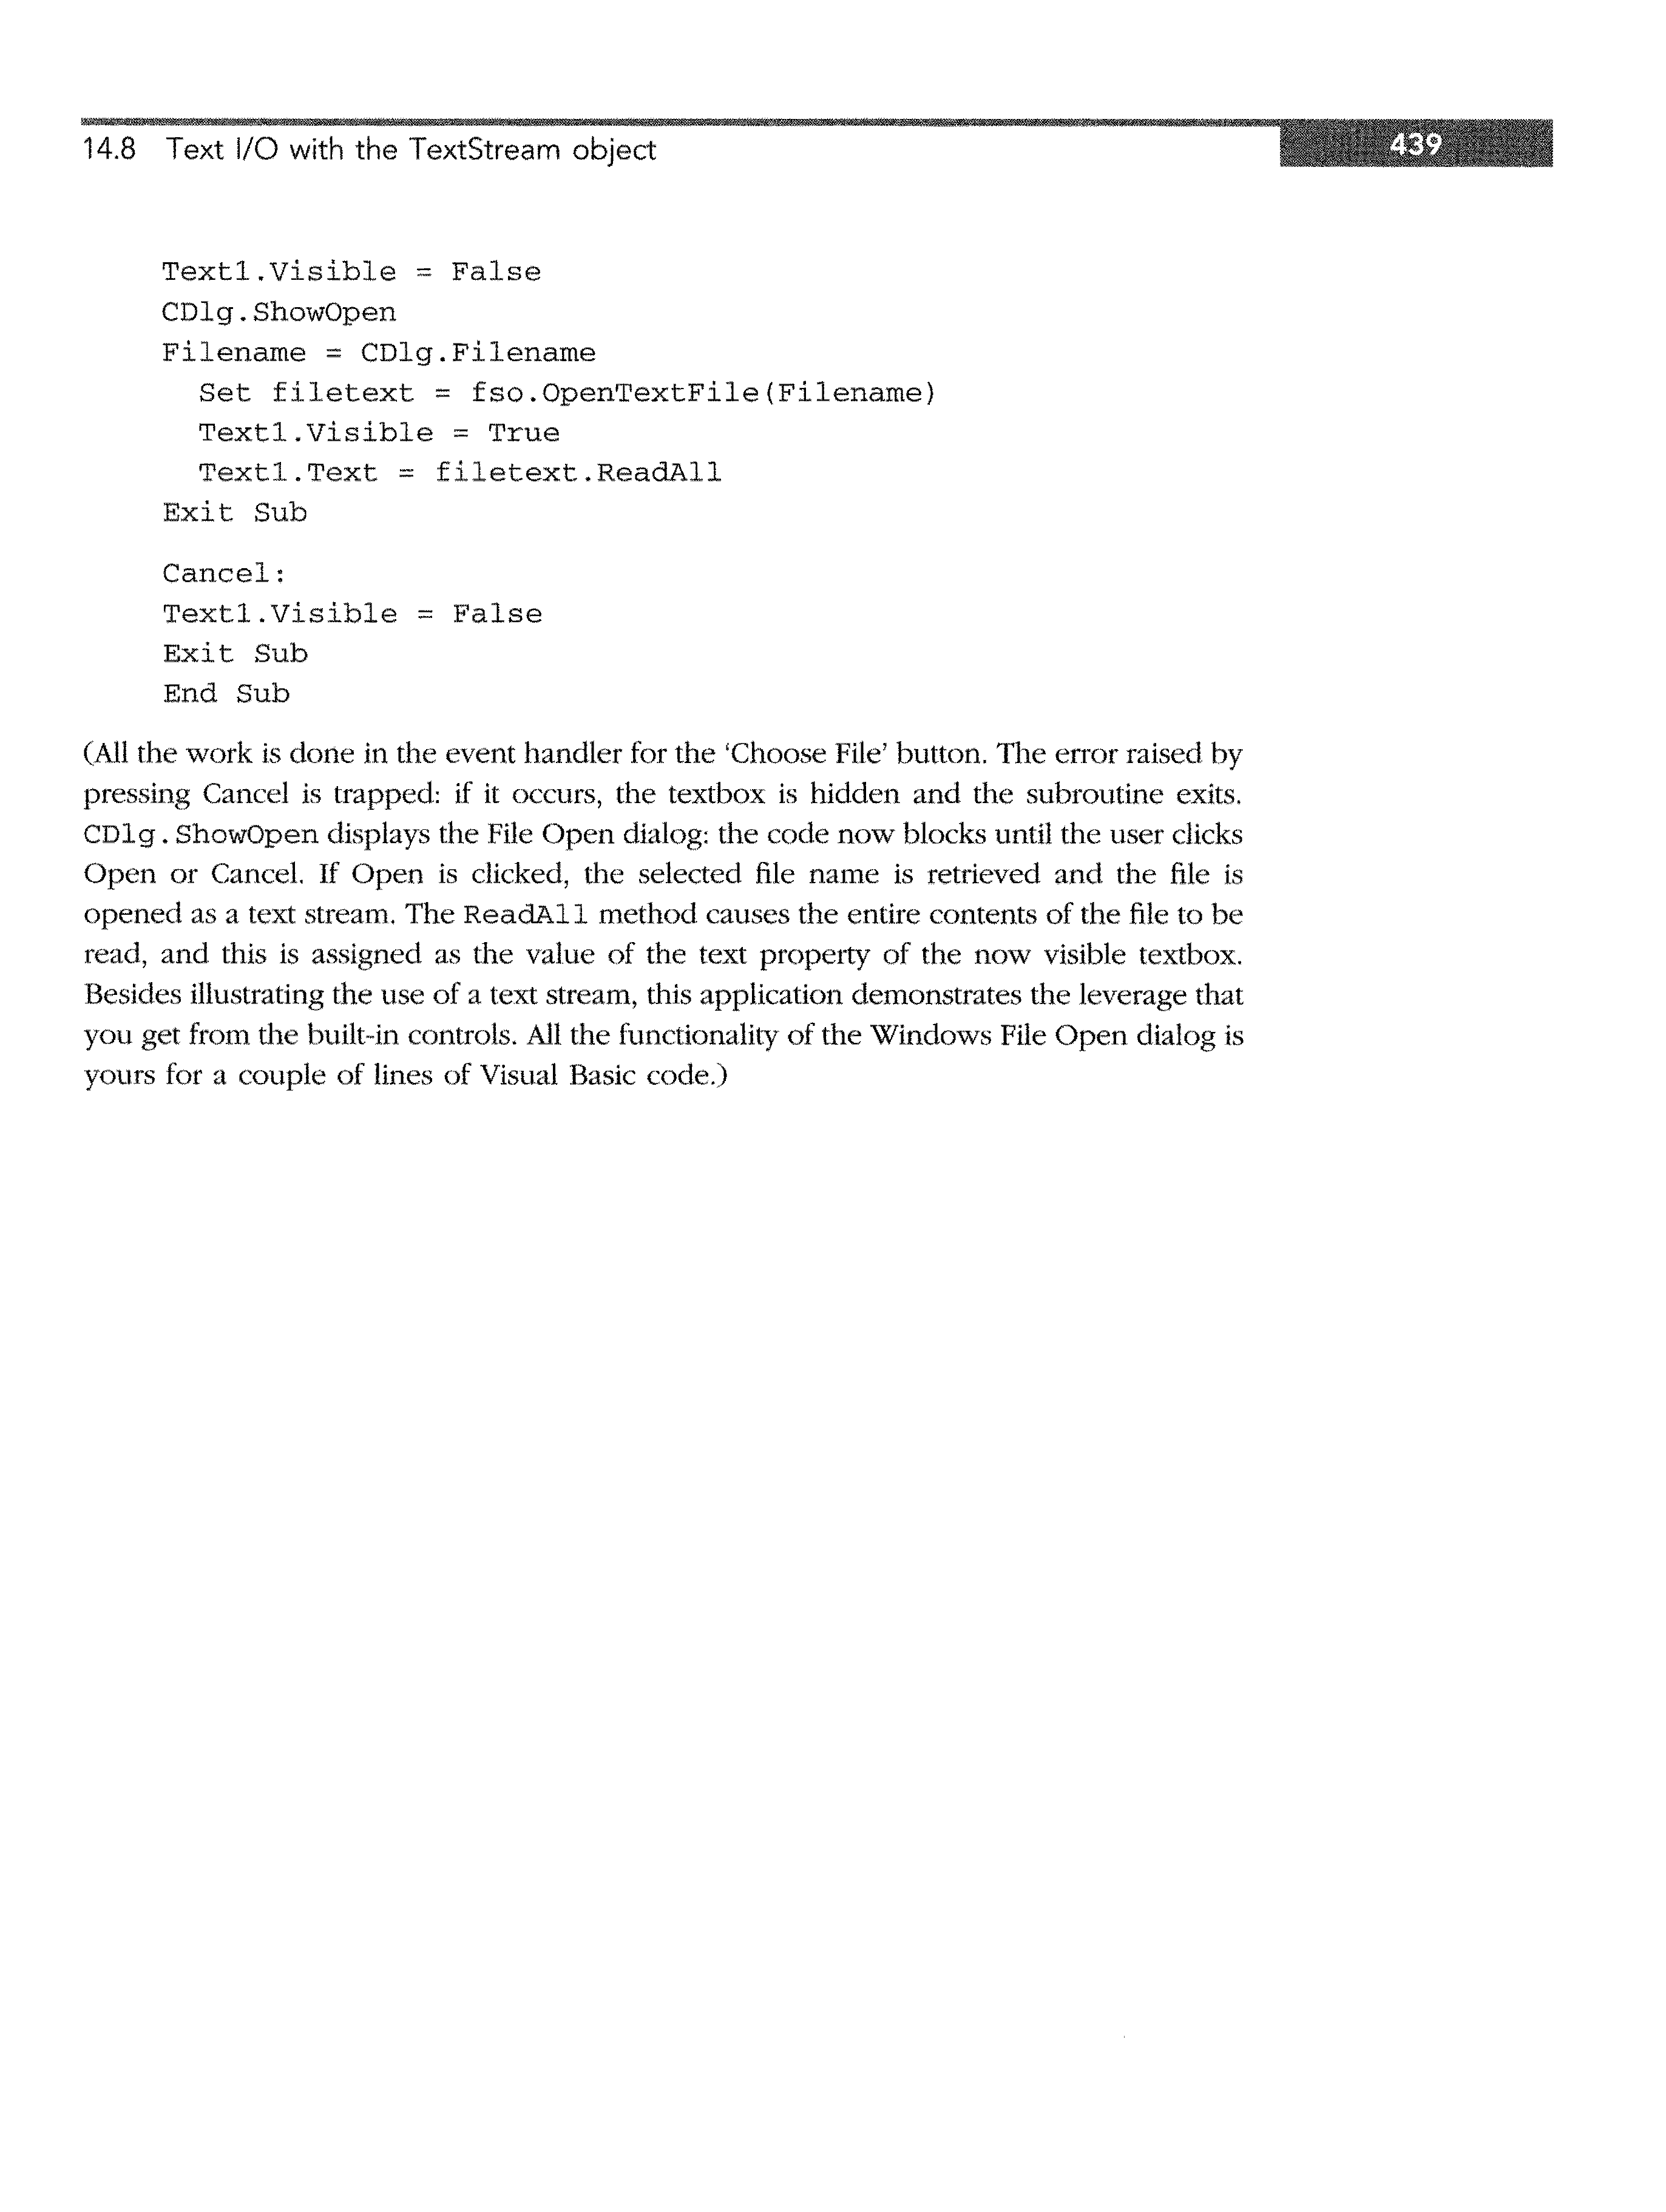 14.8 Text I/O with the TextStream object 439
Text1.Visible = False
CDlg.ShowOpen
Filename = CDlg.Filename
Set filetext = fso.OpenTextFile(Filename)
Text1.Visible = True
Text1.Text = filetext.ReadAll
Exit Sub
Cancel:
Text1.Visible = False
Exit Sub
End Sub
(All the work is done in the event handler for the ‘Choose File’ button. The error raised by
pressing Cancel is trapped: if it occurs, the textbox is hidden and the subroutine exits.
CDlg.ShowOpen displays the File Open dialog: the code now blocks until the user clicks
Open or Cancel. If Open is clicked, the selected file name is retrieved and the file is
opened as a text stream. The ReadAll method causes the entire contents of the file to be
read, and this is assigned as the value of the text property of the now visible textbox.
Besides illustrating the use of a text stream, this application demonstrates the leverage that
you get from the built-in controls. All the functionality of the Windows File Open dialog is
yours for a couple of lines of Visual Basic code.)